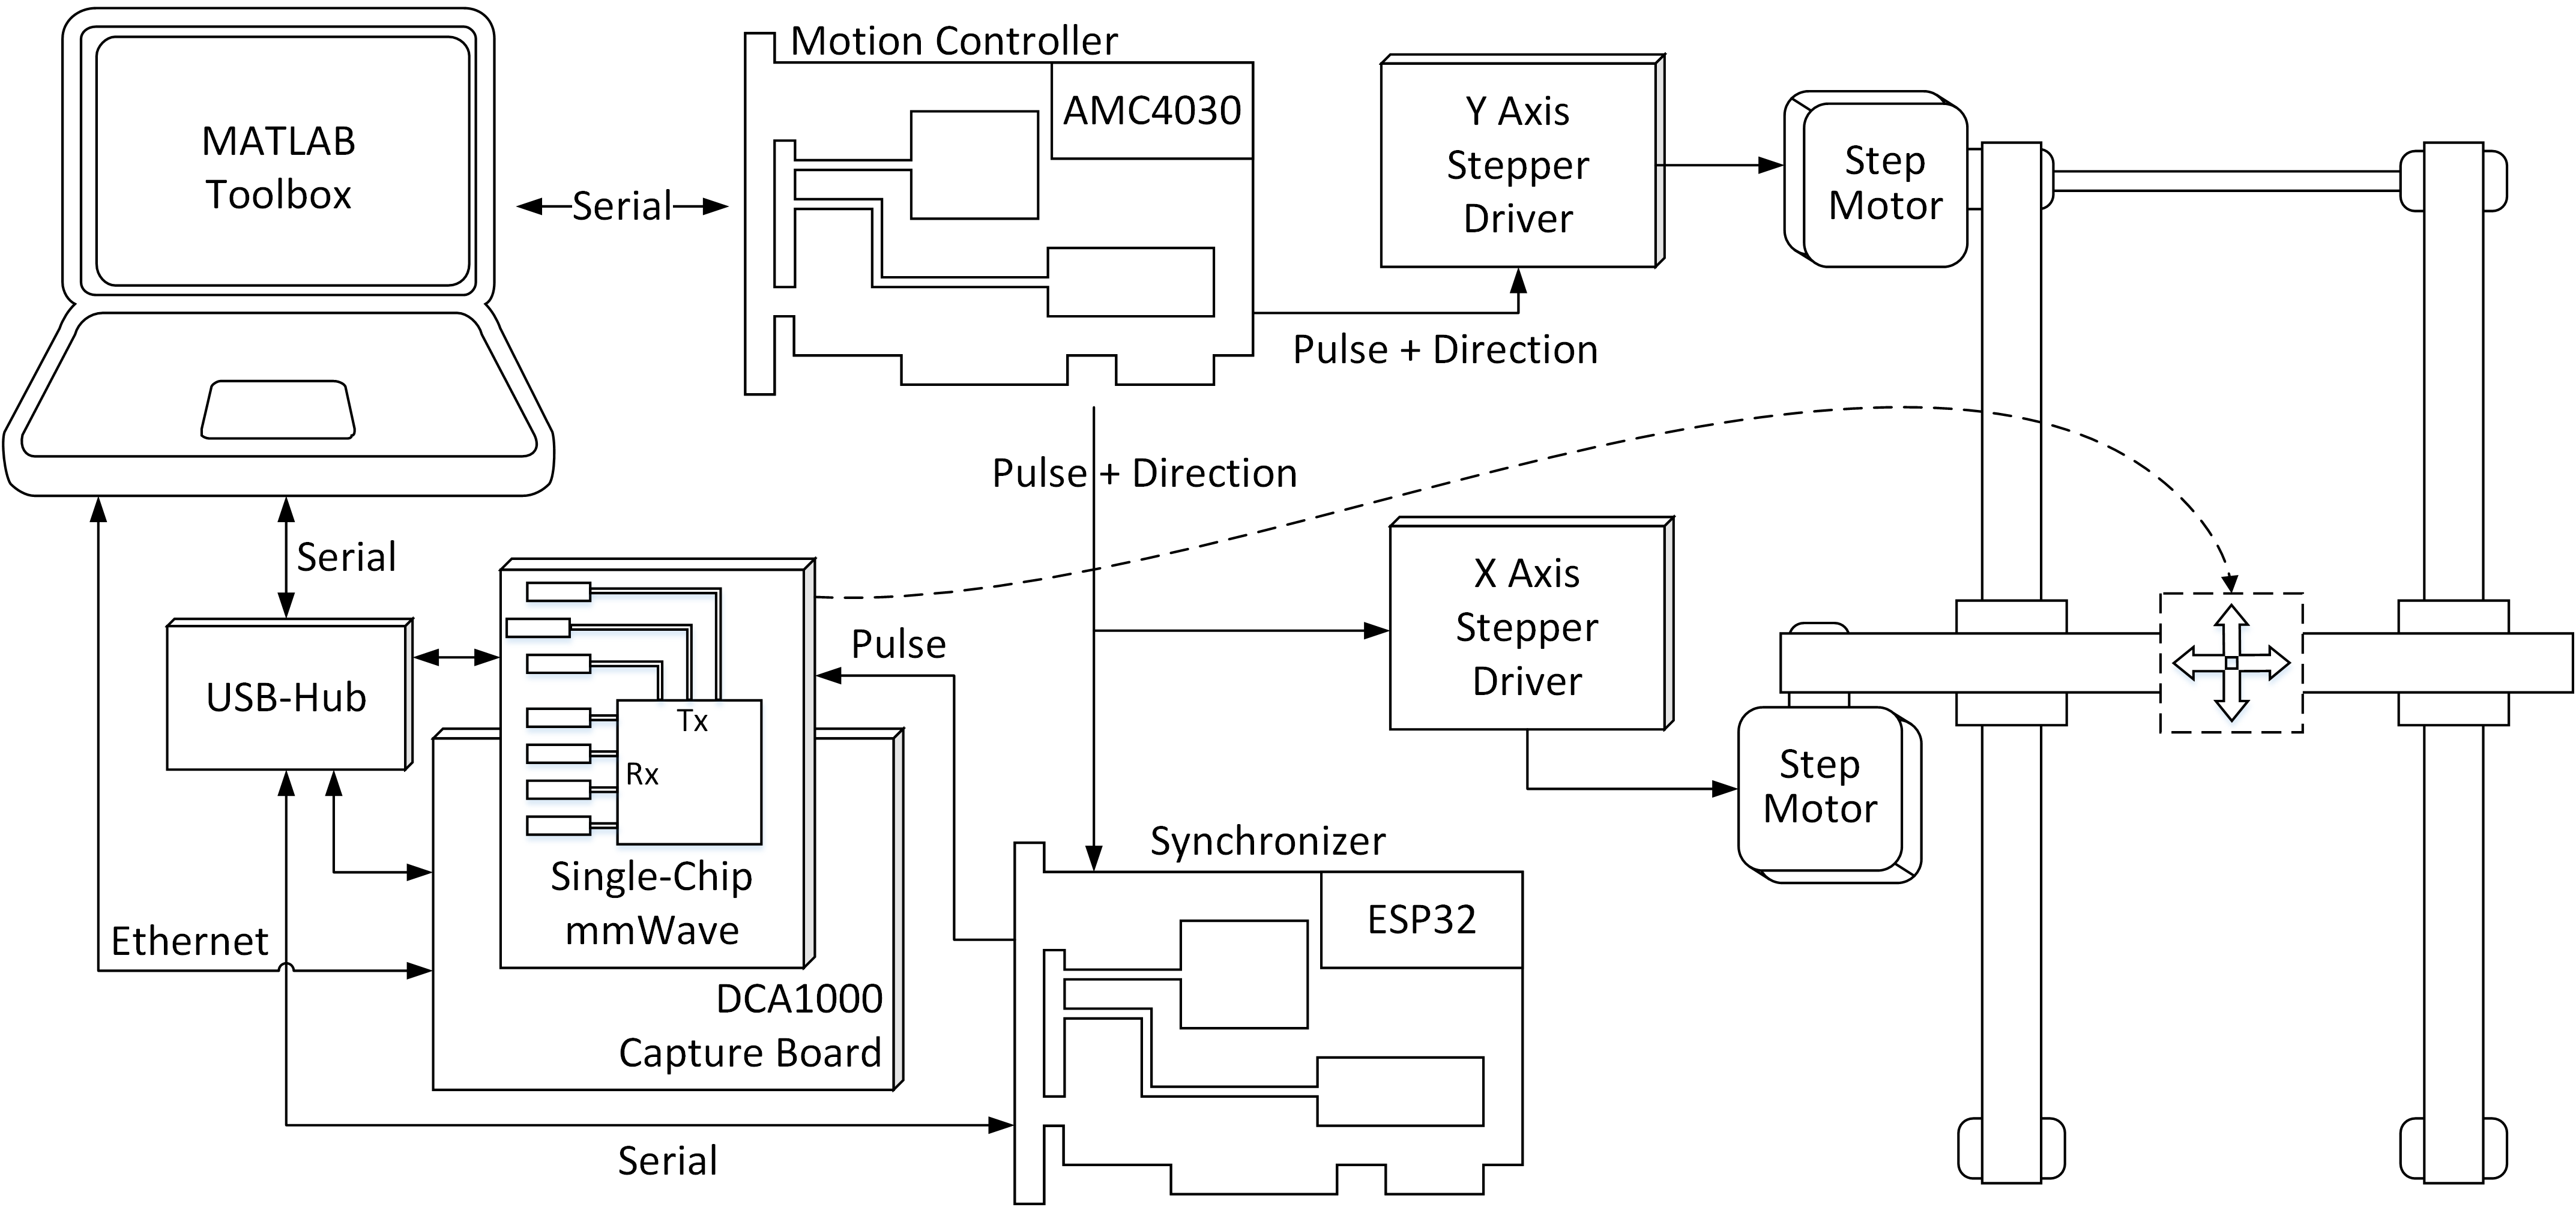 MATLAB
Toolbox
Serial
Motion Controller
AMC4030
Y Axis
Stepper
Driver
Step
Motor
Pulse + Direction
Pulse + Direction
Serial
USB-Hub
Tx
Rx
Single-Chip
mmWave
Pulse
X Axis
Stepper
Driver
Step
Motor
Ethernet
DCA1000
Capture Board
Synchronizer
ESP32
Serial